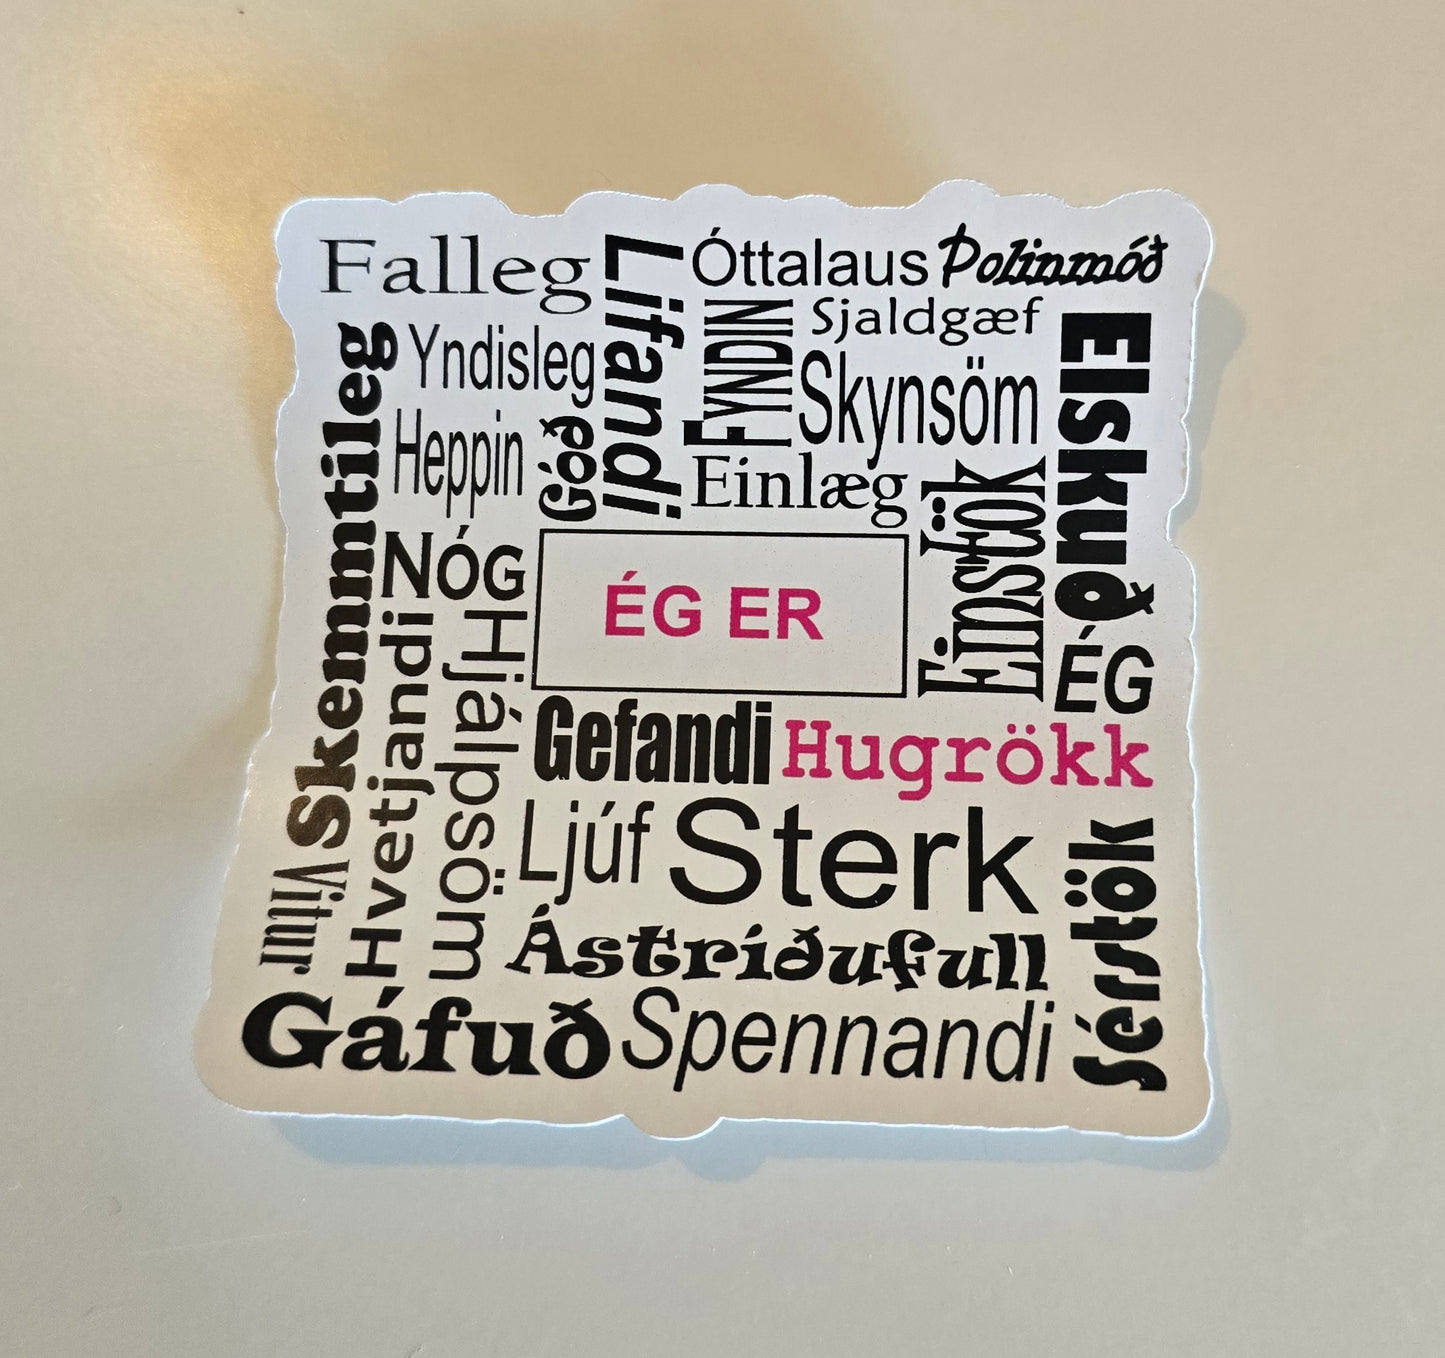 Falleg
Lifandi
Óttalaus
Þolinmóð
Sjaldgæf
FYNDIN
Skynsöm
Elskuð
Skemmtileg
Yndisleg
Heppin
Góð
Einlæg
Einstök
NÓG
ÉG ER
ÉG
Hvetjandi
Hjálpsöm
Gefandi
Hugrökk
Ljúf
Sterk
Sérstök
Vitur
Ástríðufull
Gáfuð
Spennandi